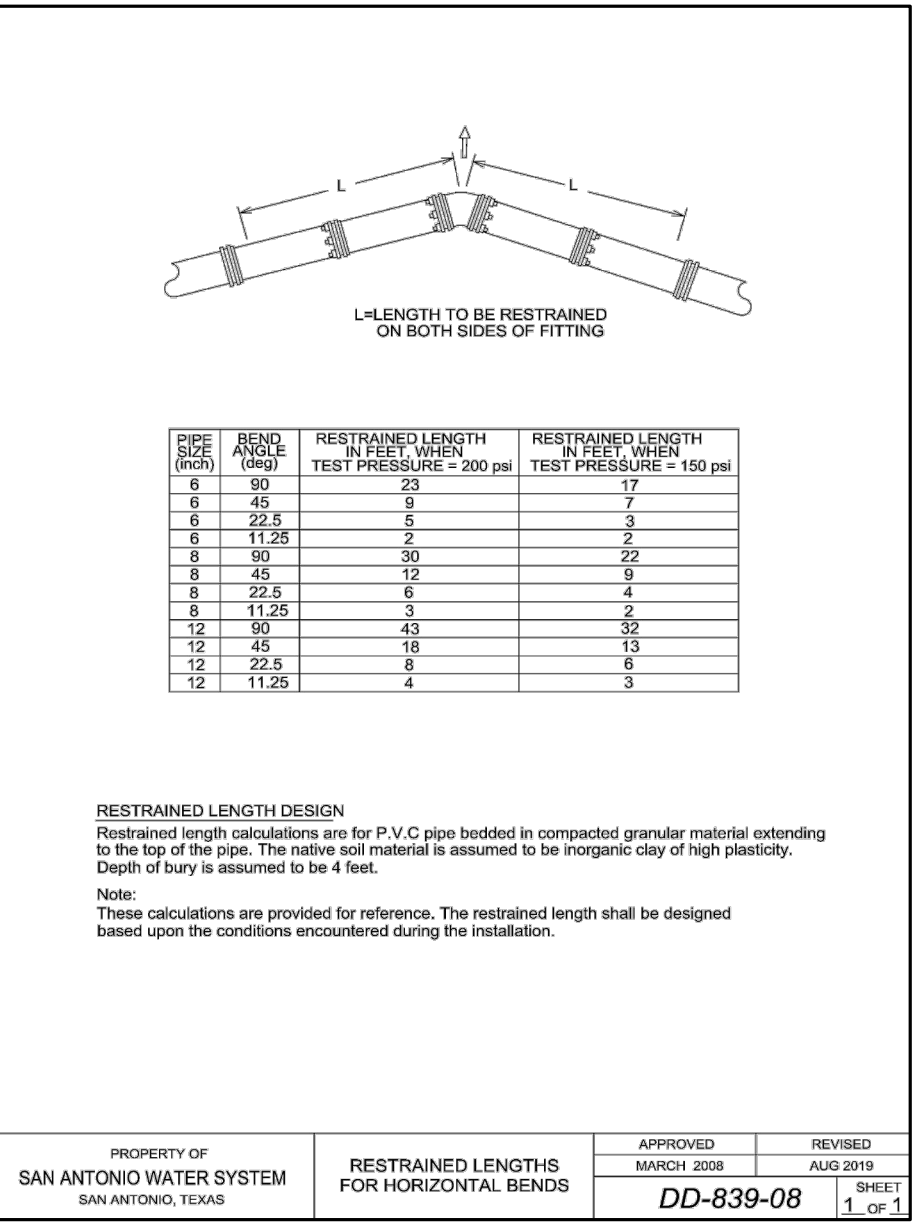 L
L
L=LENGTH TO BE RESTRAINED
ON BOTH SIDES OF FITTING
PIPE SIZE (inch) BEND ANGLE (deg) RESTRAINED LENGTH IN FEET, WHEN TEST PRESSURE = 200 psi RESTRAINED LENGTH IN FEET, WHEN TEST PRESSURE = 150 psi
6 90 23 17
6 45 9 7
6 22.5 5 3
6 11.25 2 2
8 90 30 22
8 45 12 9
8 22.5 6 4
8 11.25 3 2
12 90 43 32
12 45 18 13
12 22.5 8 6
12 11.25 4 3
RESTRAINED LENGTH DESIGN
Restrained length calculations are for P.V.C pipe bedded in compacted granular material extending
to the top of the pipe. The native soil material is assumed to be inorganic clay of high plasticity.
Depth of bury is assumed to be 4 feet.
Note:
These calculations are provided for reference. The restrained length shall be designed
based upon the conditions encountered during the installation.
PROPERTY OF
SAN ANTONIO WATER SYSTEM
SAN ANTONIO, TEXAS
RESTRAINED LENGTHS
FOR HORIZONTAL BENDS
APPROVED REVISED
MARCH 2008 AUG 2019
DD-839-08
SHEET
1 OF 1